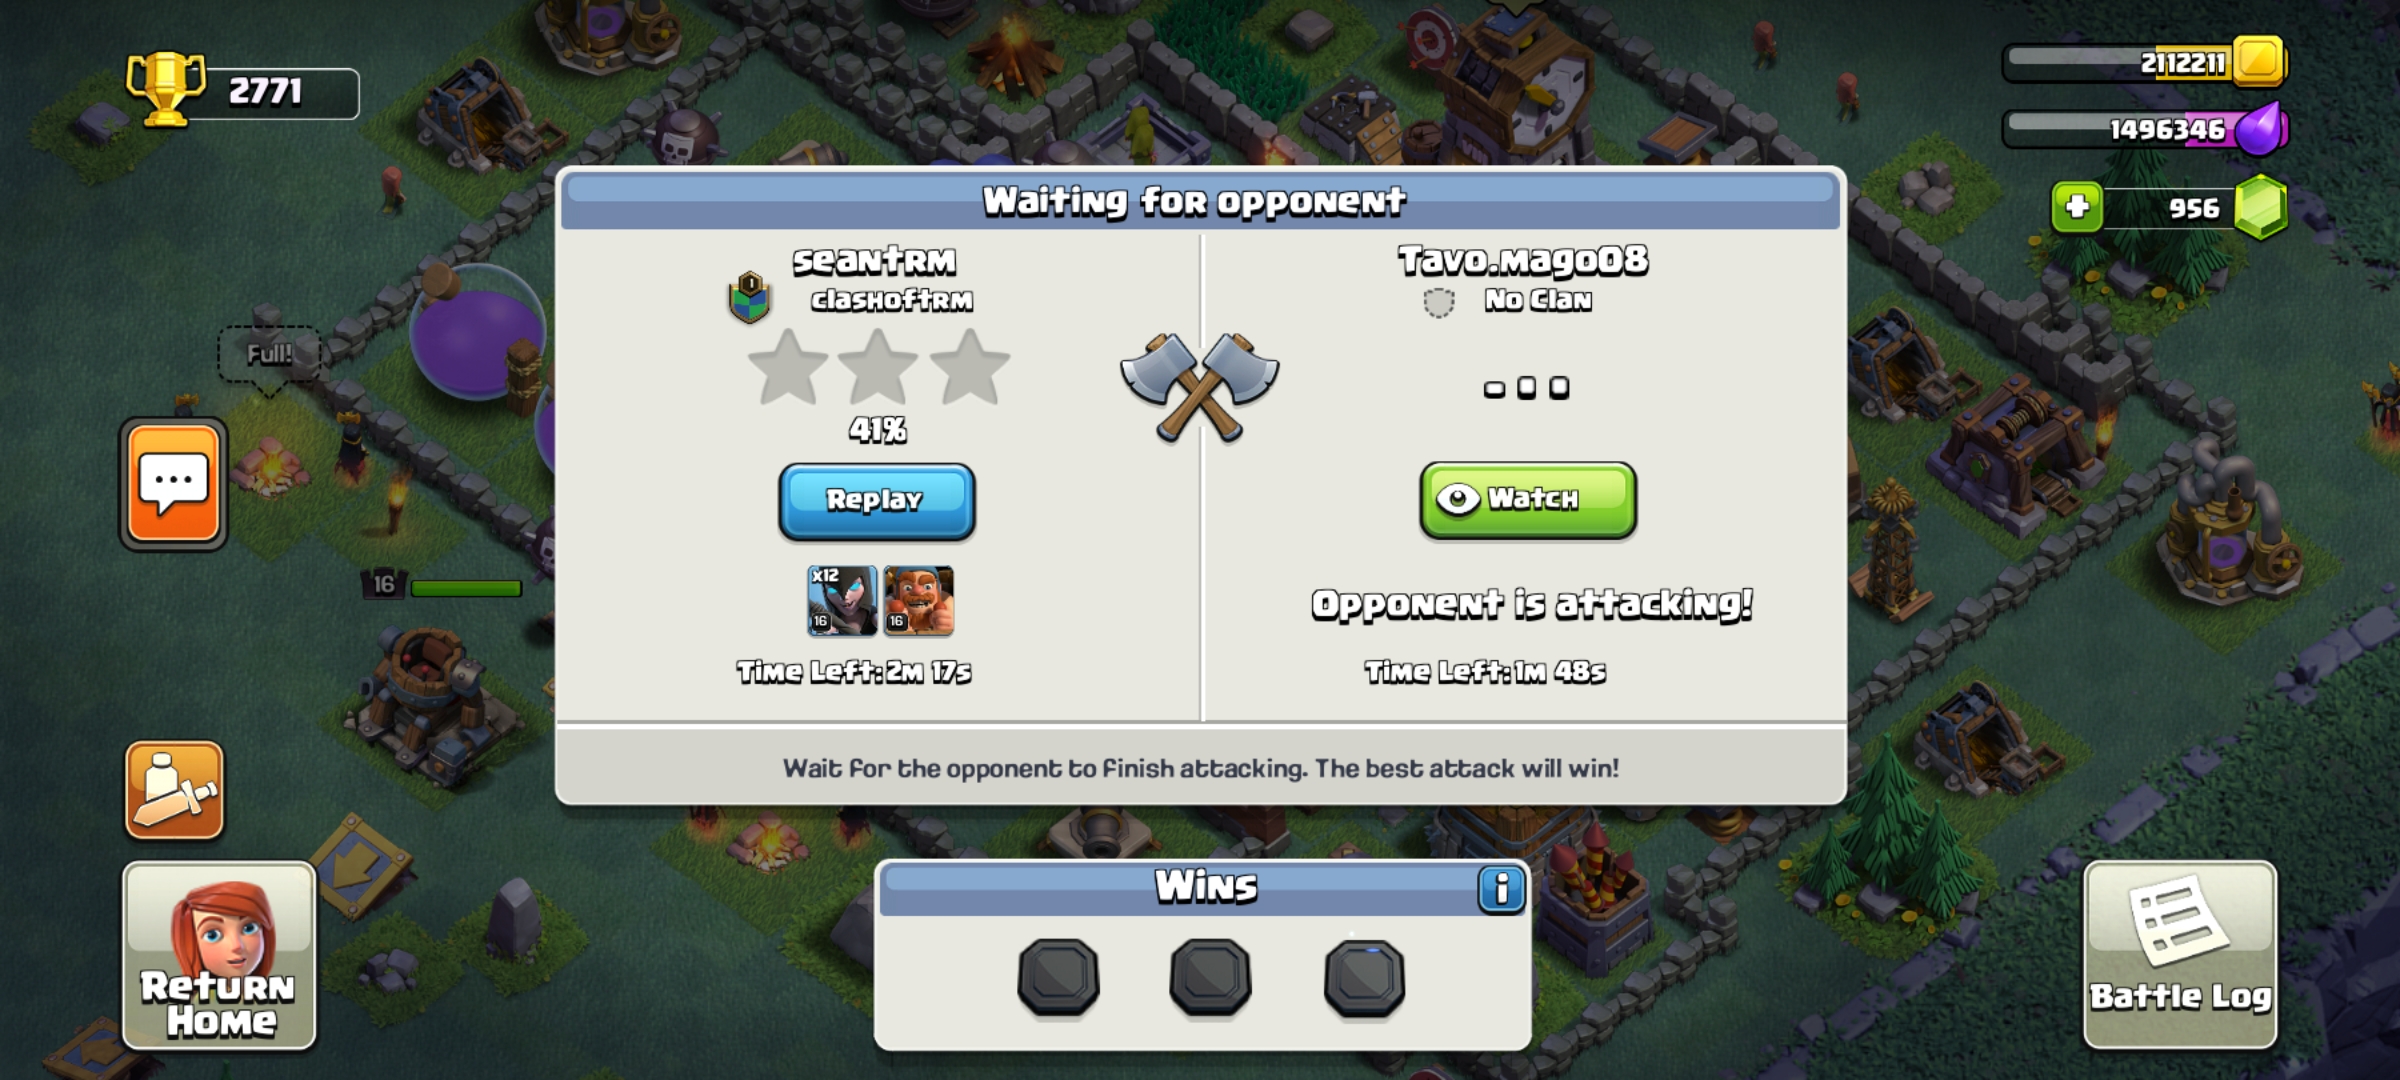 2771
2112211
1496346
956
Waiting for opponent
seantRM
clashoftRM
41%
Replay
x12
16
16
Time Left:2m 17s
Tavo.mago08
No Clan
Watch
Opponent is attacking!
Time Left:1m 48s
Wait for the opponent to finish attacking. The best attack will win!
Full!
16
Wins
i
Return
Home
Battle Log